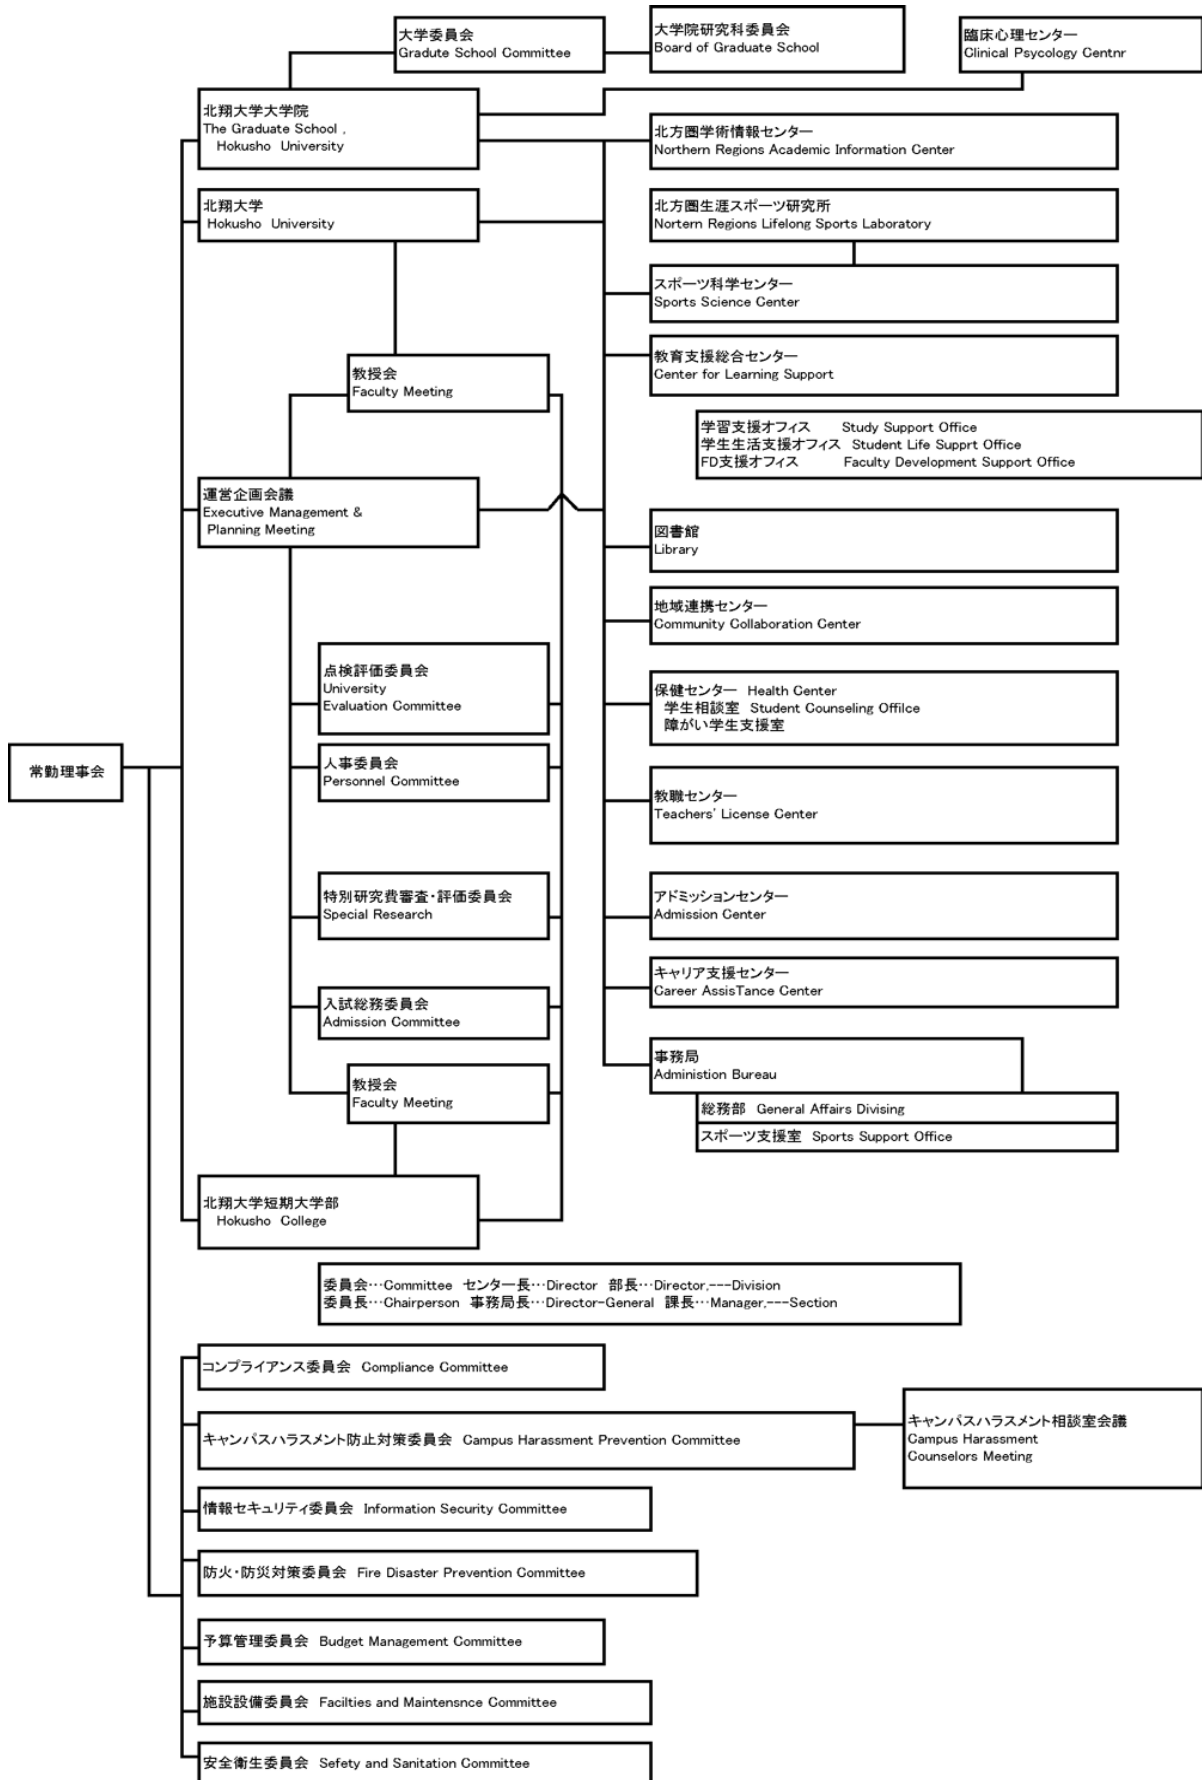 大学委員会
Gradute School Committee
大学院研究科委員会
Board of Graduate School
臨床心理センター
Clinical Psycology Centnr
北翔大学大学院
The Graduate School ,
Hokusho University
北方圏学術情報センター
Northern Regions Academic Information Center
北翔大学
Hokusho University
北方圏生涯スポーツ研究所
Nortern Regions Lifelong Sports Laboratory
スポーツ科学センター
Sports Science Center
教育支援総合センター
Center for Learning Support
教授会
Faculty Meeting
学習支援オフィス Study Support Office
学生生活支援オフィス Student Life Supprt Office
FD支援オフィス Faculty Development Support Office
運営企画会議
Executive Management &
Planning Meeting
図書館
Library
地域連携センター
Community Collaboration Center
点検評価委員会
University
Evaluation Committee
保健センター Health Center
学生相談室 Student Counseling Offilce
障がい学生支援室
常勤理事会
人事委員会
Personnel Committee
教職センター
Teachers' License Center
特別研究費審査・評価委員会
Special Research
アドミッションセンター
Admission Center
入試総務委員会
Admission Committee
キャリア支援センター
Career AssisTance Center
事務局
Administion Bureau
教授会
Faculty Meeting
総務部 General Affairs Divising
スポーツ支援室 Sports Support Office
北翔大学短期大学部
Hokusho College
委員会…Committee センター長…Director 部長…Director,---Division
委員長…Chairperson 事務局長…Director-General 課長…Manager,---Section
コンプライアンス委員会 Compliance Committee
キャンパスハラスメント防止対策委員会 Campus Harassment Prevention Committee
キャンパスハラスメント相談室会議
Campus Harassment
Counselors Meeting
情報セキュリティ委員会 Information Security Committee
防火・防災対策委員会 Fire Disaster Prevention Committee
予算管理委員会 Budget Management Committee
施設設備委員会 Facilties and Maintensnce Committee
安全衛生委員会 Sefety and Sanitation Committee